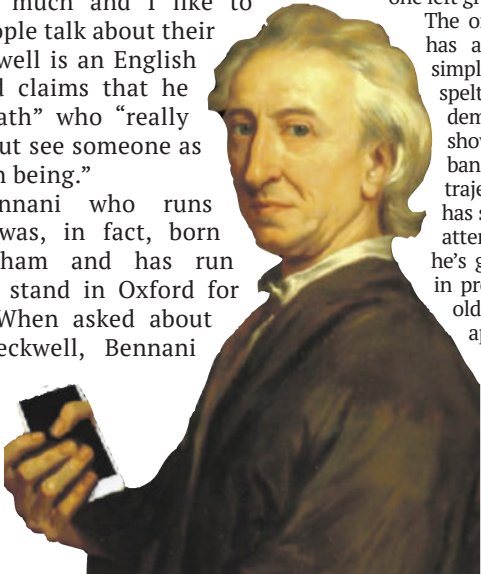 much and I like to
ople talk about their
well is an English
claims that he
ath” who “really
ut see someone as
being.”
nnani who runs
was, in fact, born
ham and has run
stand in Oxford for
When asked about
eckwell, Bennani
one left gr
The o
has a
simpl
spelt
dem
show
ban
traje
has s
atter
he’s g
in pr
old
ap